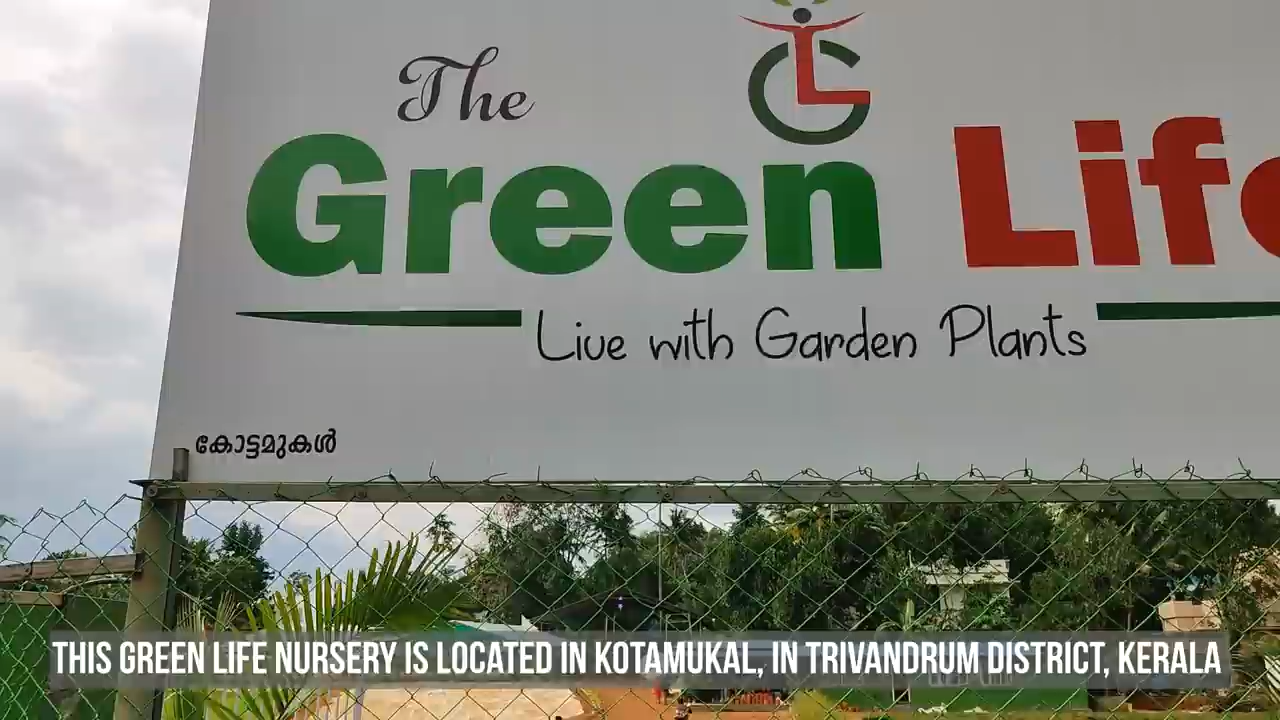 The
Green Life
Live with Garden Plants
കോട്ടമുകൾ
THIS GREEN LIFE NURSERY IS LOCATED IN KOTAMUKAL, IN TRIVANDRUM DISTRICT, KERALA